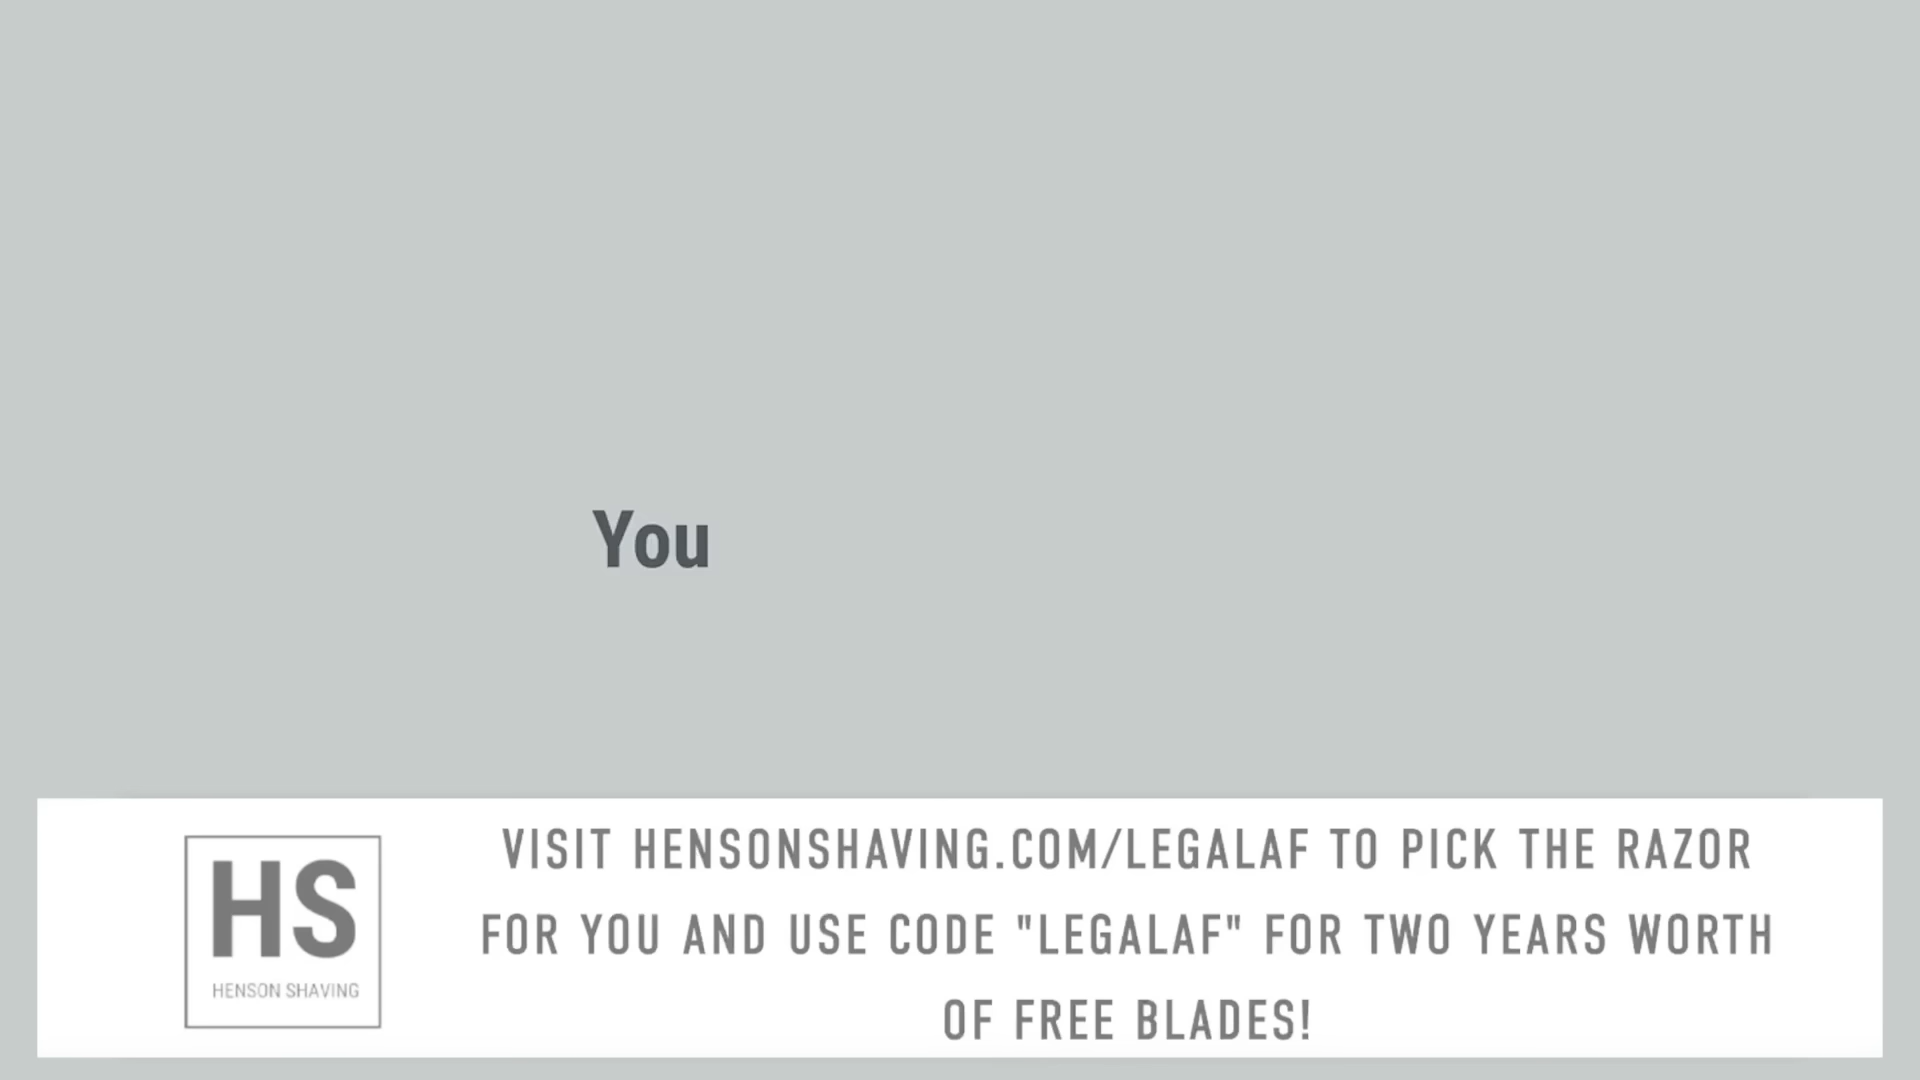 You
HS
HENSON SHAVING
VISIT HENSONSHAVING.COM/LEGALAF TO PICK THE RAZOR
FOR YOU AND USE CODE "LEGALAF" FOR TWO YEARS WORTH
OF FREE BLADES!